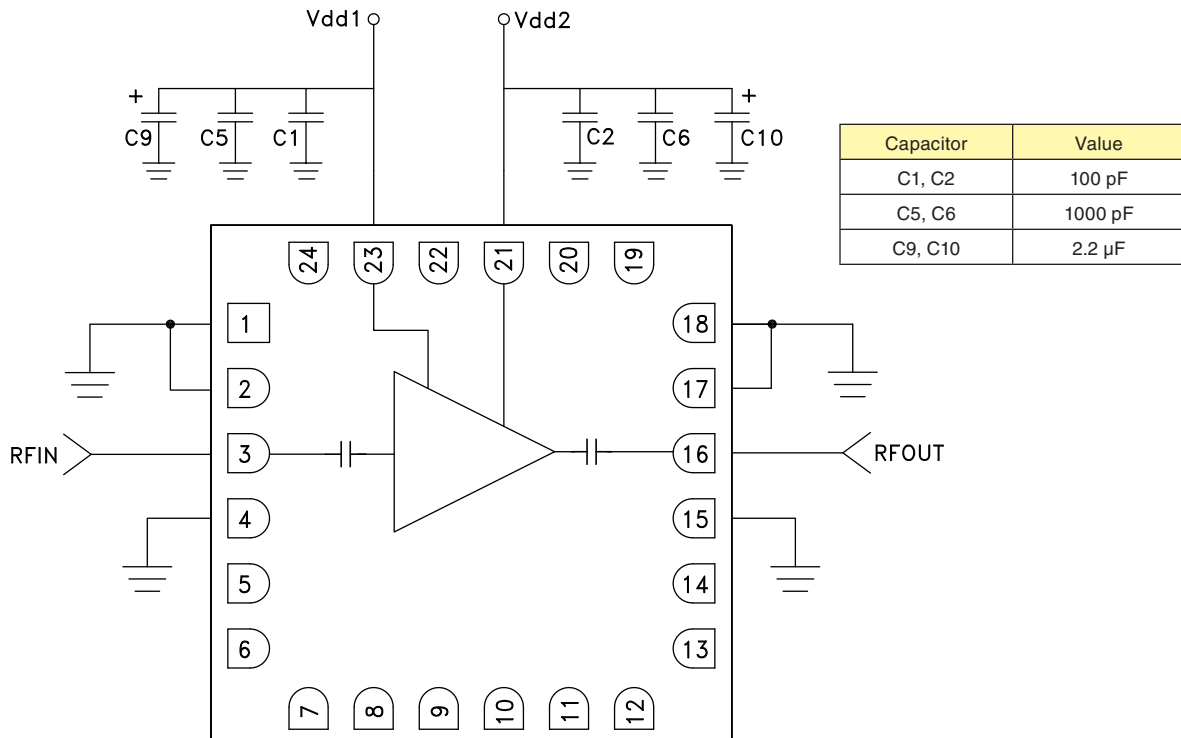 Vdd1
Vdd2
+
+
C9
C5
C1
C2
C6
C10
Capacitor Value
C1, C2 100 pF
C5, C6 1000 pF
C9, C10 2.2 µF
24
23
22
21
20
19
1
18
2
17
RFIN
3
16
RFOUT
4
15
5
14
6
13
7
8
9
10
11
12